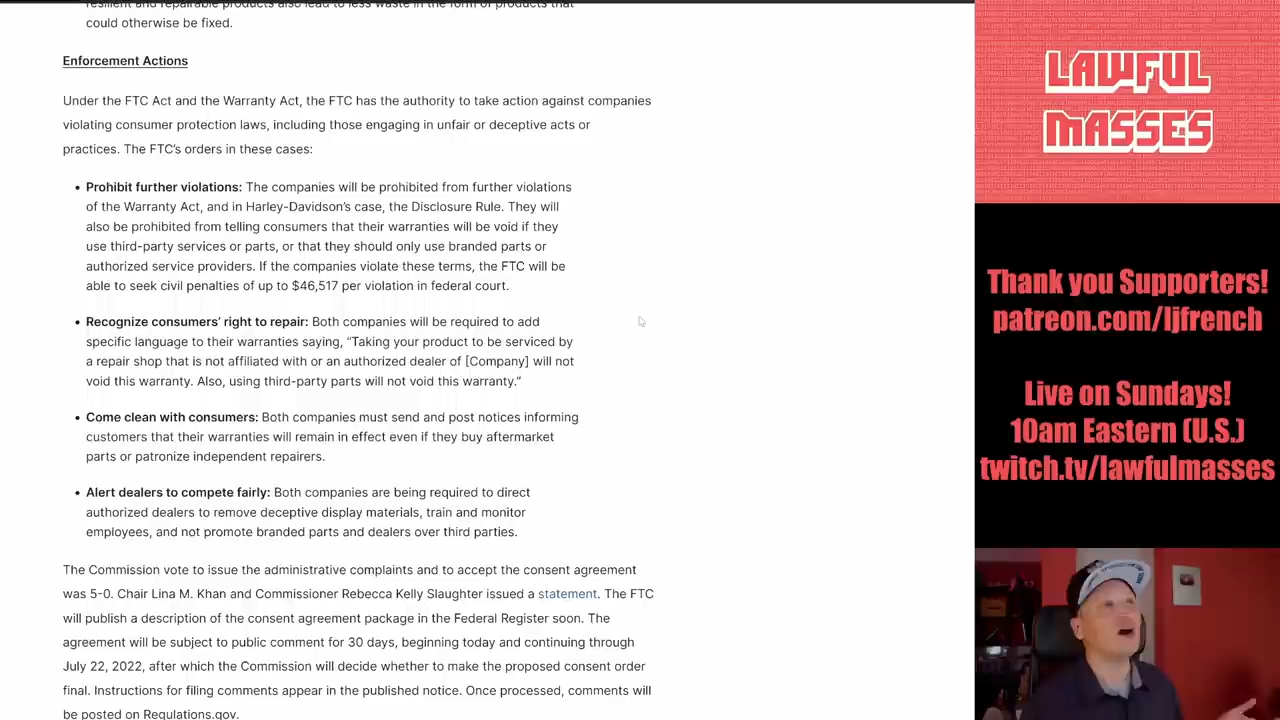 resilient and repairable products also lead to less waste in the form of products that
could otherwise be fixed.
Enforcement Actions
Under the FTC Act and the Warranty Act, the FTC has the authority to take action against companies
violating consumer protection laws, including those engaging in unfair or deceptive acts or
practices. The FTC’s orders in these cases:
• Prohibit further violations: The companies will be prohibited from further violations
of the Warranty Act, and in Harley-Davidson’s case, the Disclosure Rule. They will
also be prohibited from telling consumers that their warranties will be void if they
use third-party services or parts, or that they should only use branded parts or
authorized service providers. If the companies violate these terms, the FTC will be
able to seek civil penalties of up to $46,517 per violation in federal court.
• Recognize consumers’ right to repair: Both companies will be required to add
specific language to their warranties saying, “Taking your product to be serviced by
a repair shop that is not affiliated with or an authorized dealer of [Company] will not
void this warranty. Also, using third-party parts will not void this warranty.”
• Come clean with consumers: Both companies must send and post notices informing
customers that their warranties will remain in effect even if they buy aftermarket
parts or patronize independent repairers.
• Alert dealers to compete fairly: Both companies are being required to direct
authorized dealers to remove deceptive display materials, train and monitor
employees, and not promote branded parts and dealers over third parties.
The Commission vote to issue the administrative complaints and to accept the consent agreement
was 5-0. Chair Lina M. Khan and Commissioner Rebecca Kelly Slaughter issued a statement. The FTC
will publish a description of the consent agreement package in the Federal Register soon. The
agreement will be subject to public comment for 30 days, beginning today and continuing through
July 22, 2022, after which the Commission will decide whether to make the proposed consent order
final. Instructions for filing comments appear in the published notice. Once processed, comments will
be posted on Regulations.gov.
LAWFUL
MASSES
Thank you Supporters!
patreon.com/ljfrench
Live on Sundays!
10am Eastern (U.S.)
twitch.tv/lawfulmasses